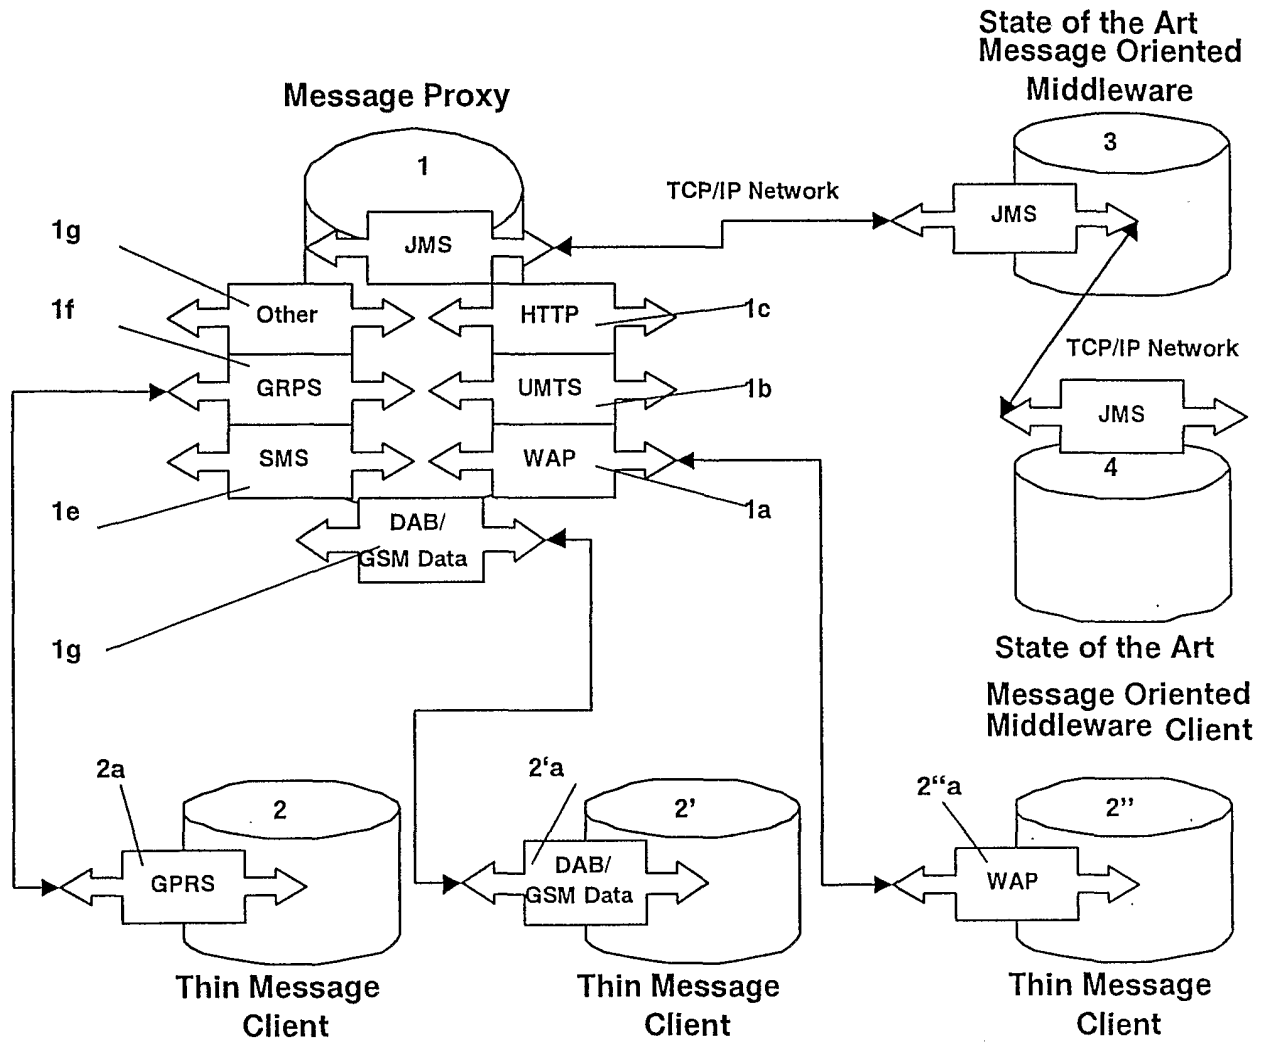 State of the Art
Message Oriented
Middleware
Message Proxy
1
3
TCP/IP Network
JMS
JMS
1g
Other
HTTP
1c
1f
TCP/IP Network
GRPS
UMTS
1b
JMS
SMS
WAP
4
1e
1a
DAB/
GSM Data
1g
State of the Art
Message Oriented
Middleware Client
2a
2
2‘a
2’
2“a
2”
GPRS
DAB/
GSM Data
WAP
Thin Message
Client
Thin Message
Client
Thin Message
Client